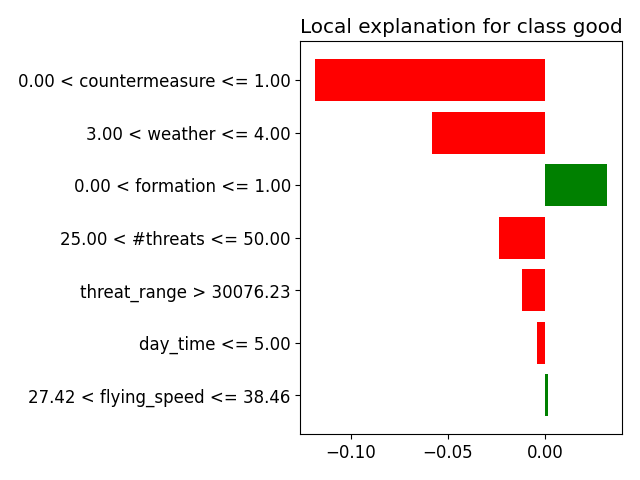 Local explanation for class good
0.00 < countermeasure <= 1.00
3.00 < weather <= 4.00
0.00 < formation <= 1.00
25.00 < #threats <= 50.00
threat_range > 30076.23
day_time <= 5.00
27.42 < flying_speed <= 38.46
−0.10 −0.05 0.00